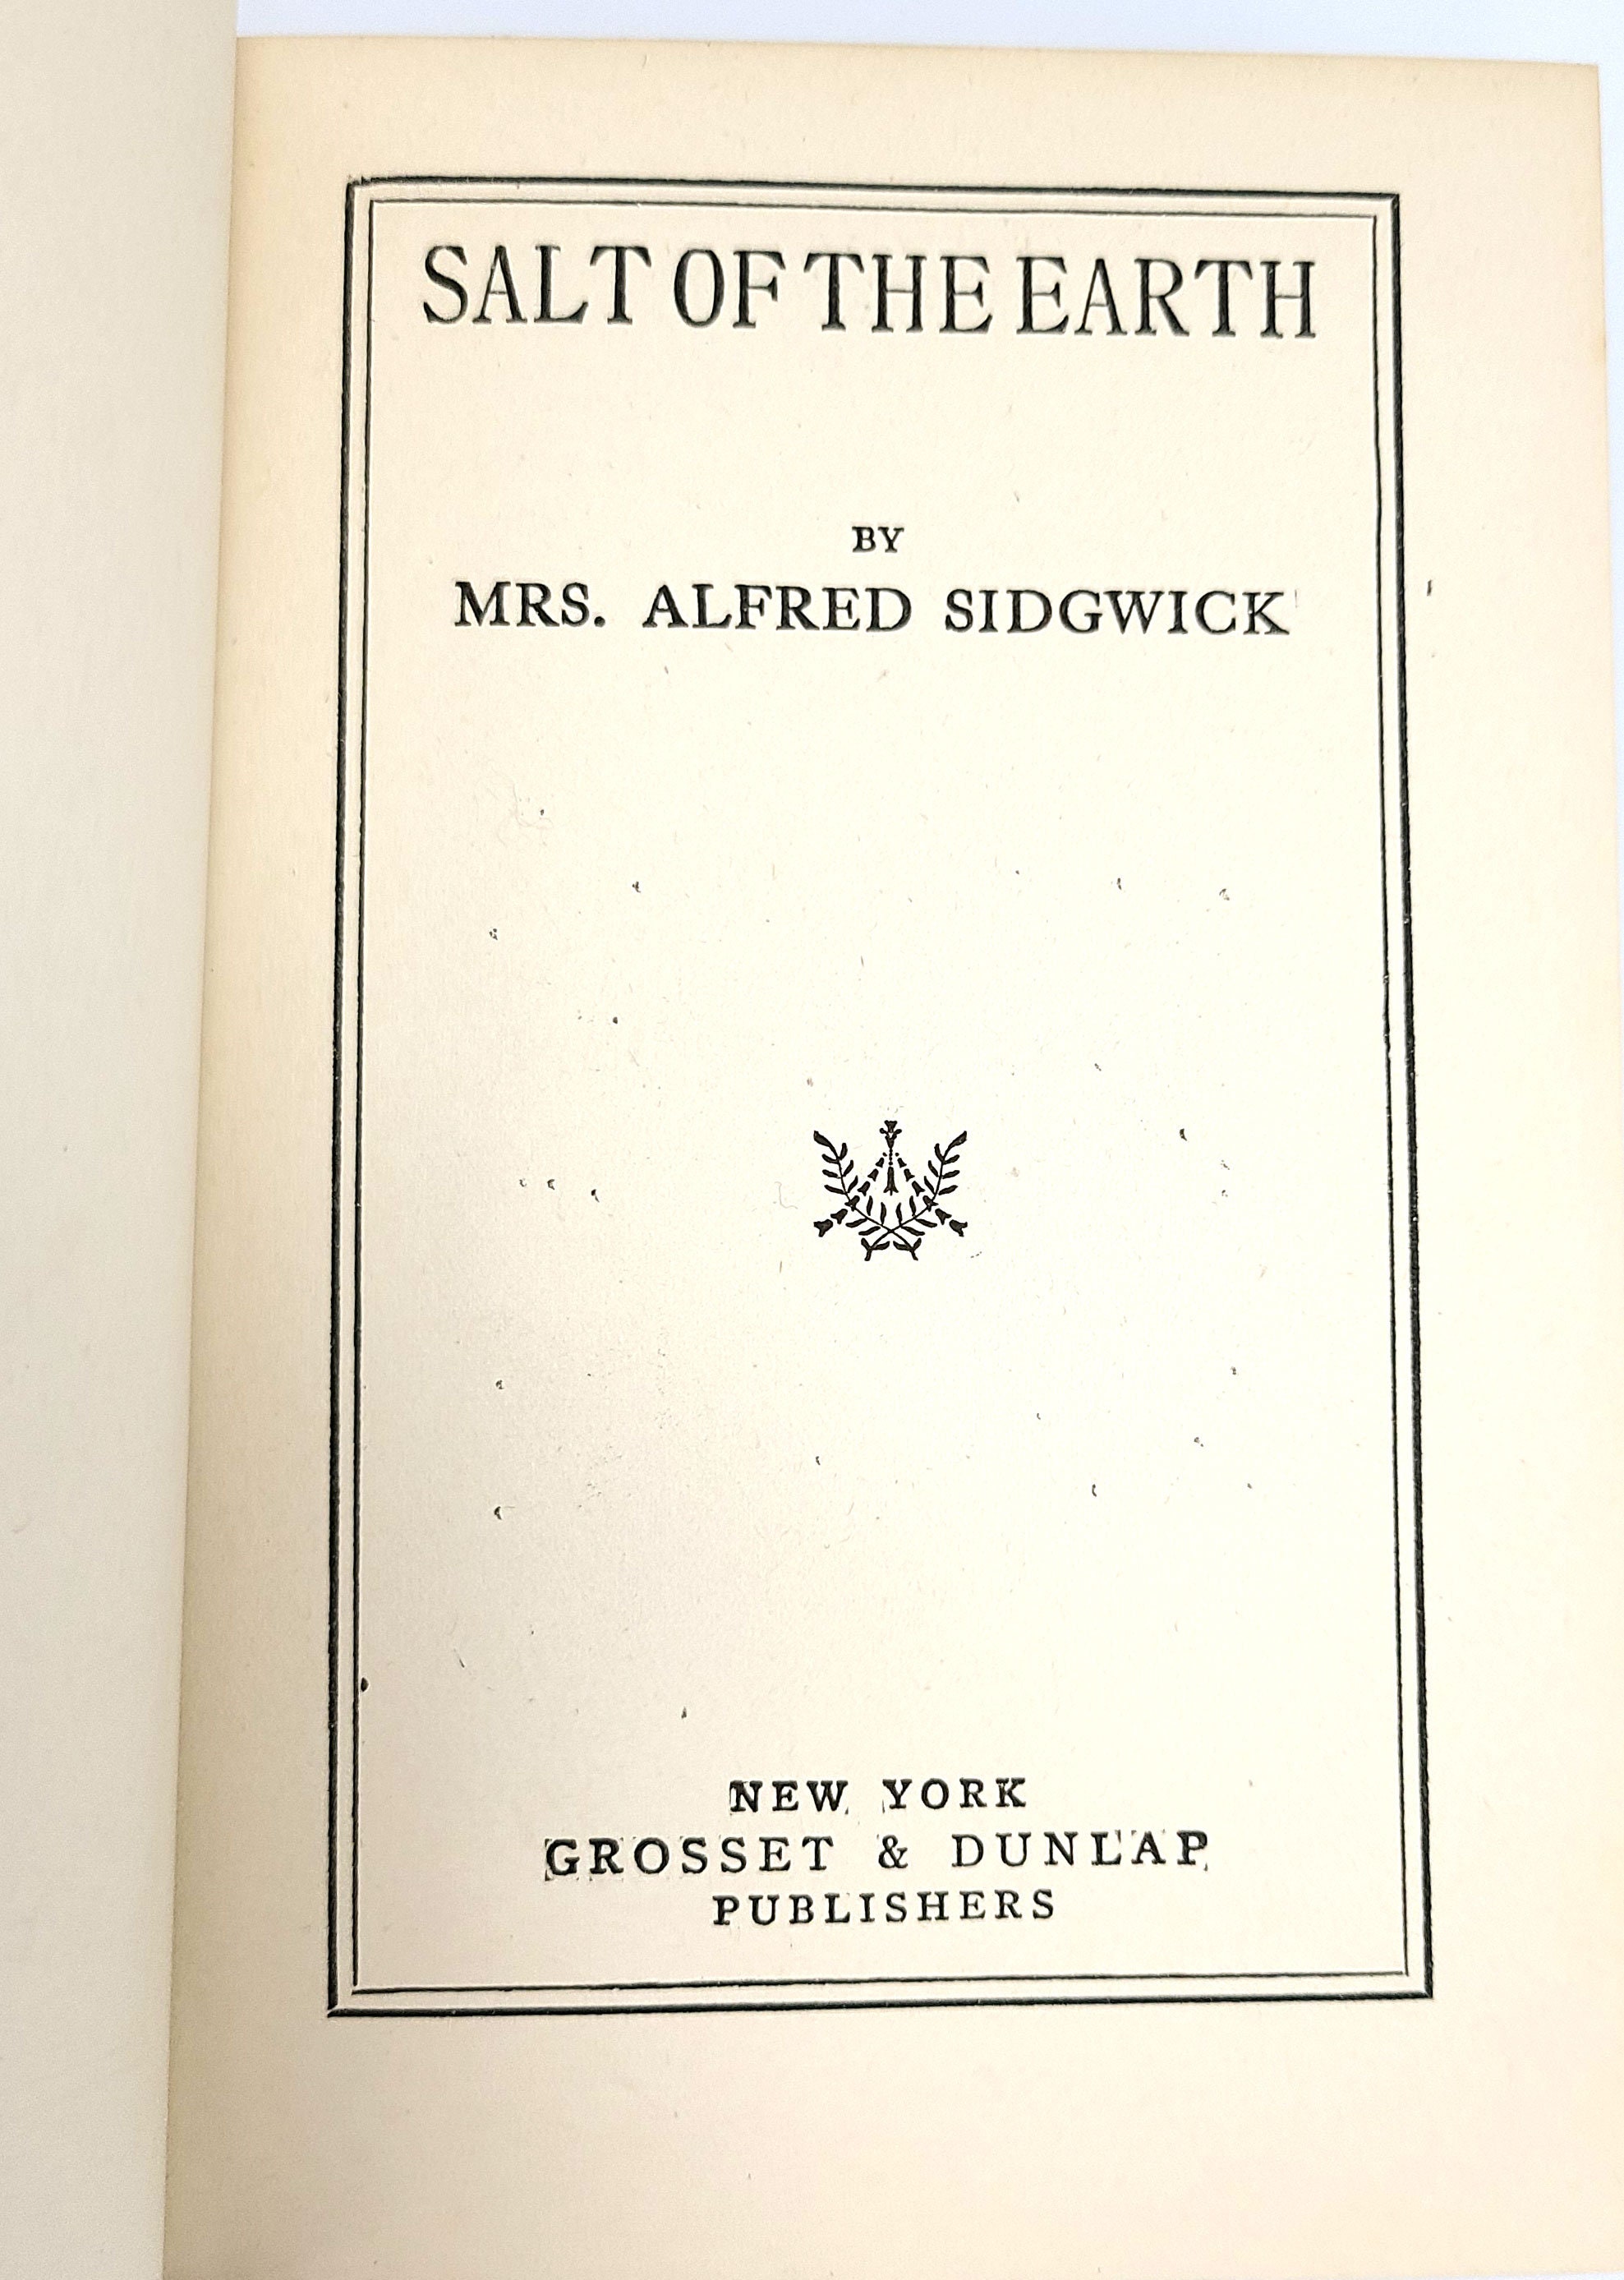 SALT OF THE EARTH
BY
MRS. ALFRED SIDGWICK
NEW YORK
GROSSET & DUNLAP
PUBLISHERS